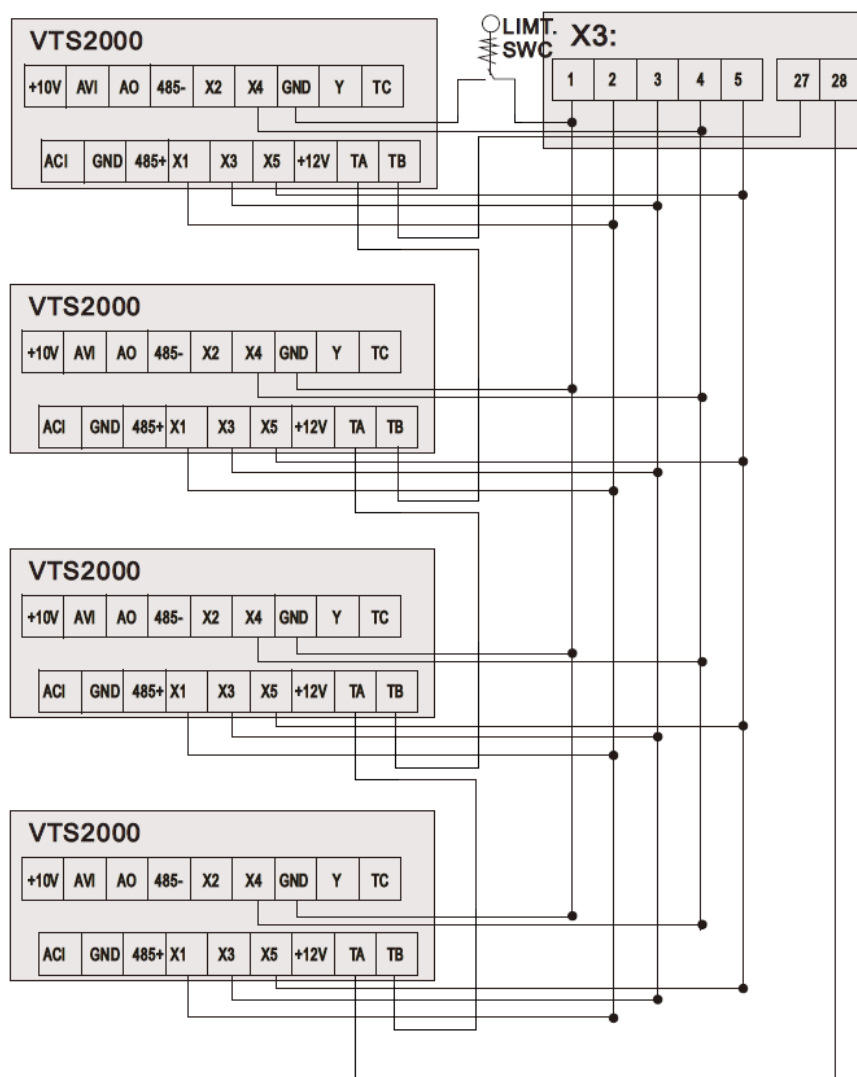 VTS2000
+10V AVI AO 485- X2 X4 GND Y TC
ACI GND 485+ X1 X3 X5 +12V TA TB
LIMT.
SWC
X3:
1 2 3 4 5 27 28
VTS2000
+10V AVI AO 485- X2 X4 GND Y TC
ACI GND 485+ X1 X3 X5 +12V TA TB
VTS2000
+10V AVI AO 485- X2 X4 GND Y TC
ACI GND 485+ X1 X3 X5 +12V TA TB
VTS2000
+10V AVI AO 485- X2 X4 GND Y TC
ACI GND 485+ X1 X3 X5 +12V TA TB